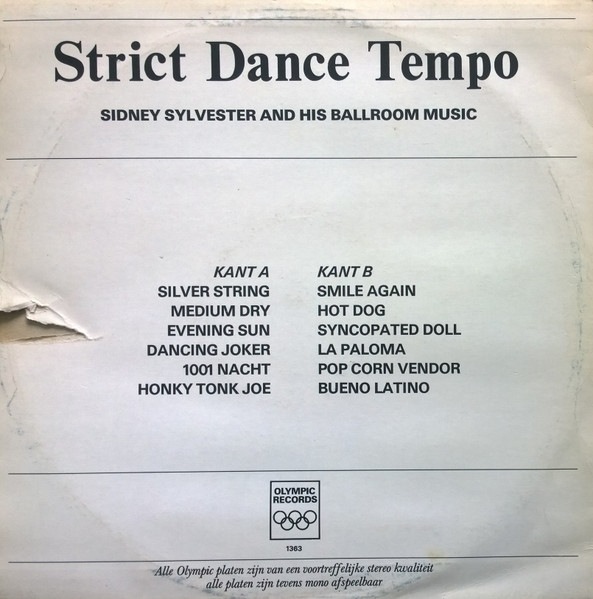 Strict Dance Tempo
SIDNEY SYLVESTER AND HIS BALLROOM MUSIC
KANT A
SILVER STRING
MEDIUM DRY
EVENING SUN
DANCING JOKER
1001 NACHT
HONKY TONK JOE
KANT B
SMILE AGAIN
HOT DOG
SYNCOPATED DOLL
LA PALOMA
POP CORN VENDOR
BUENO LATINO
OLYMPIC
RECORDS
1363
Alle Olympic platen zijn van een voortreffelijke stereo kwaliteit
alle platen zijn tevens mono afspeelbaar